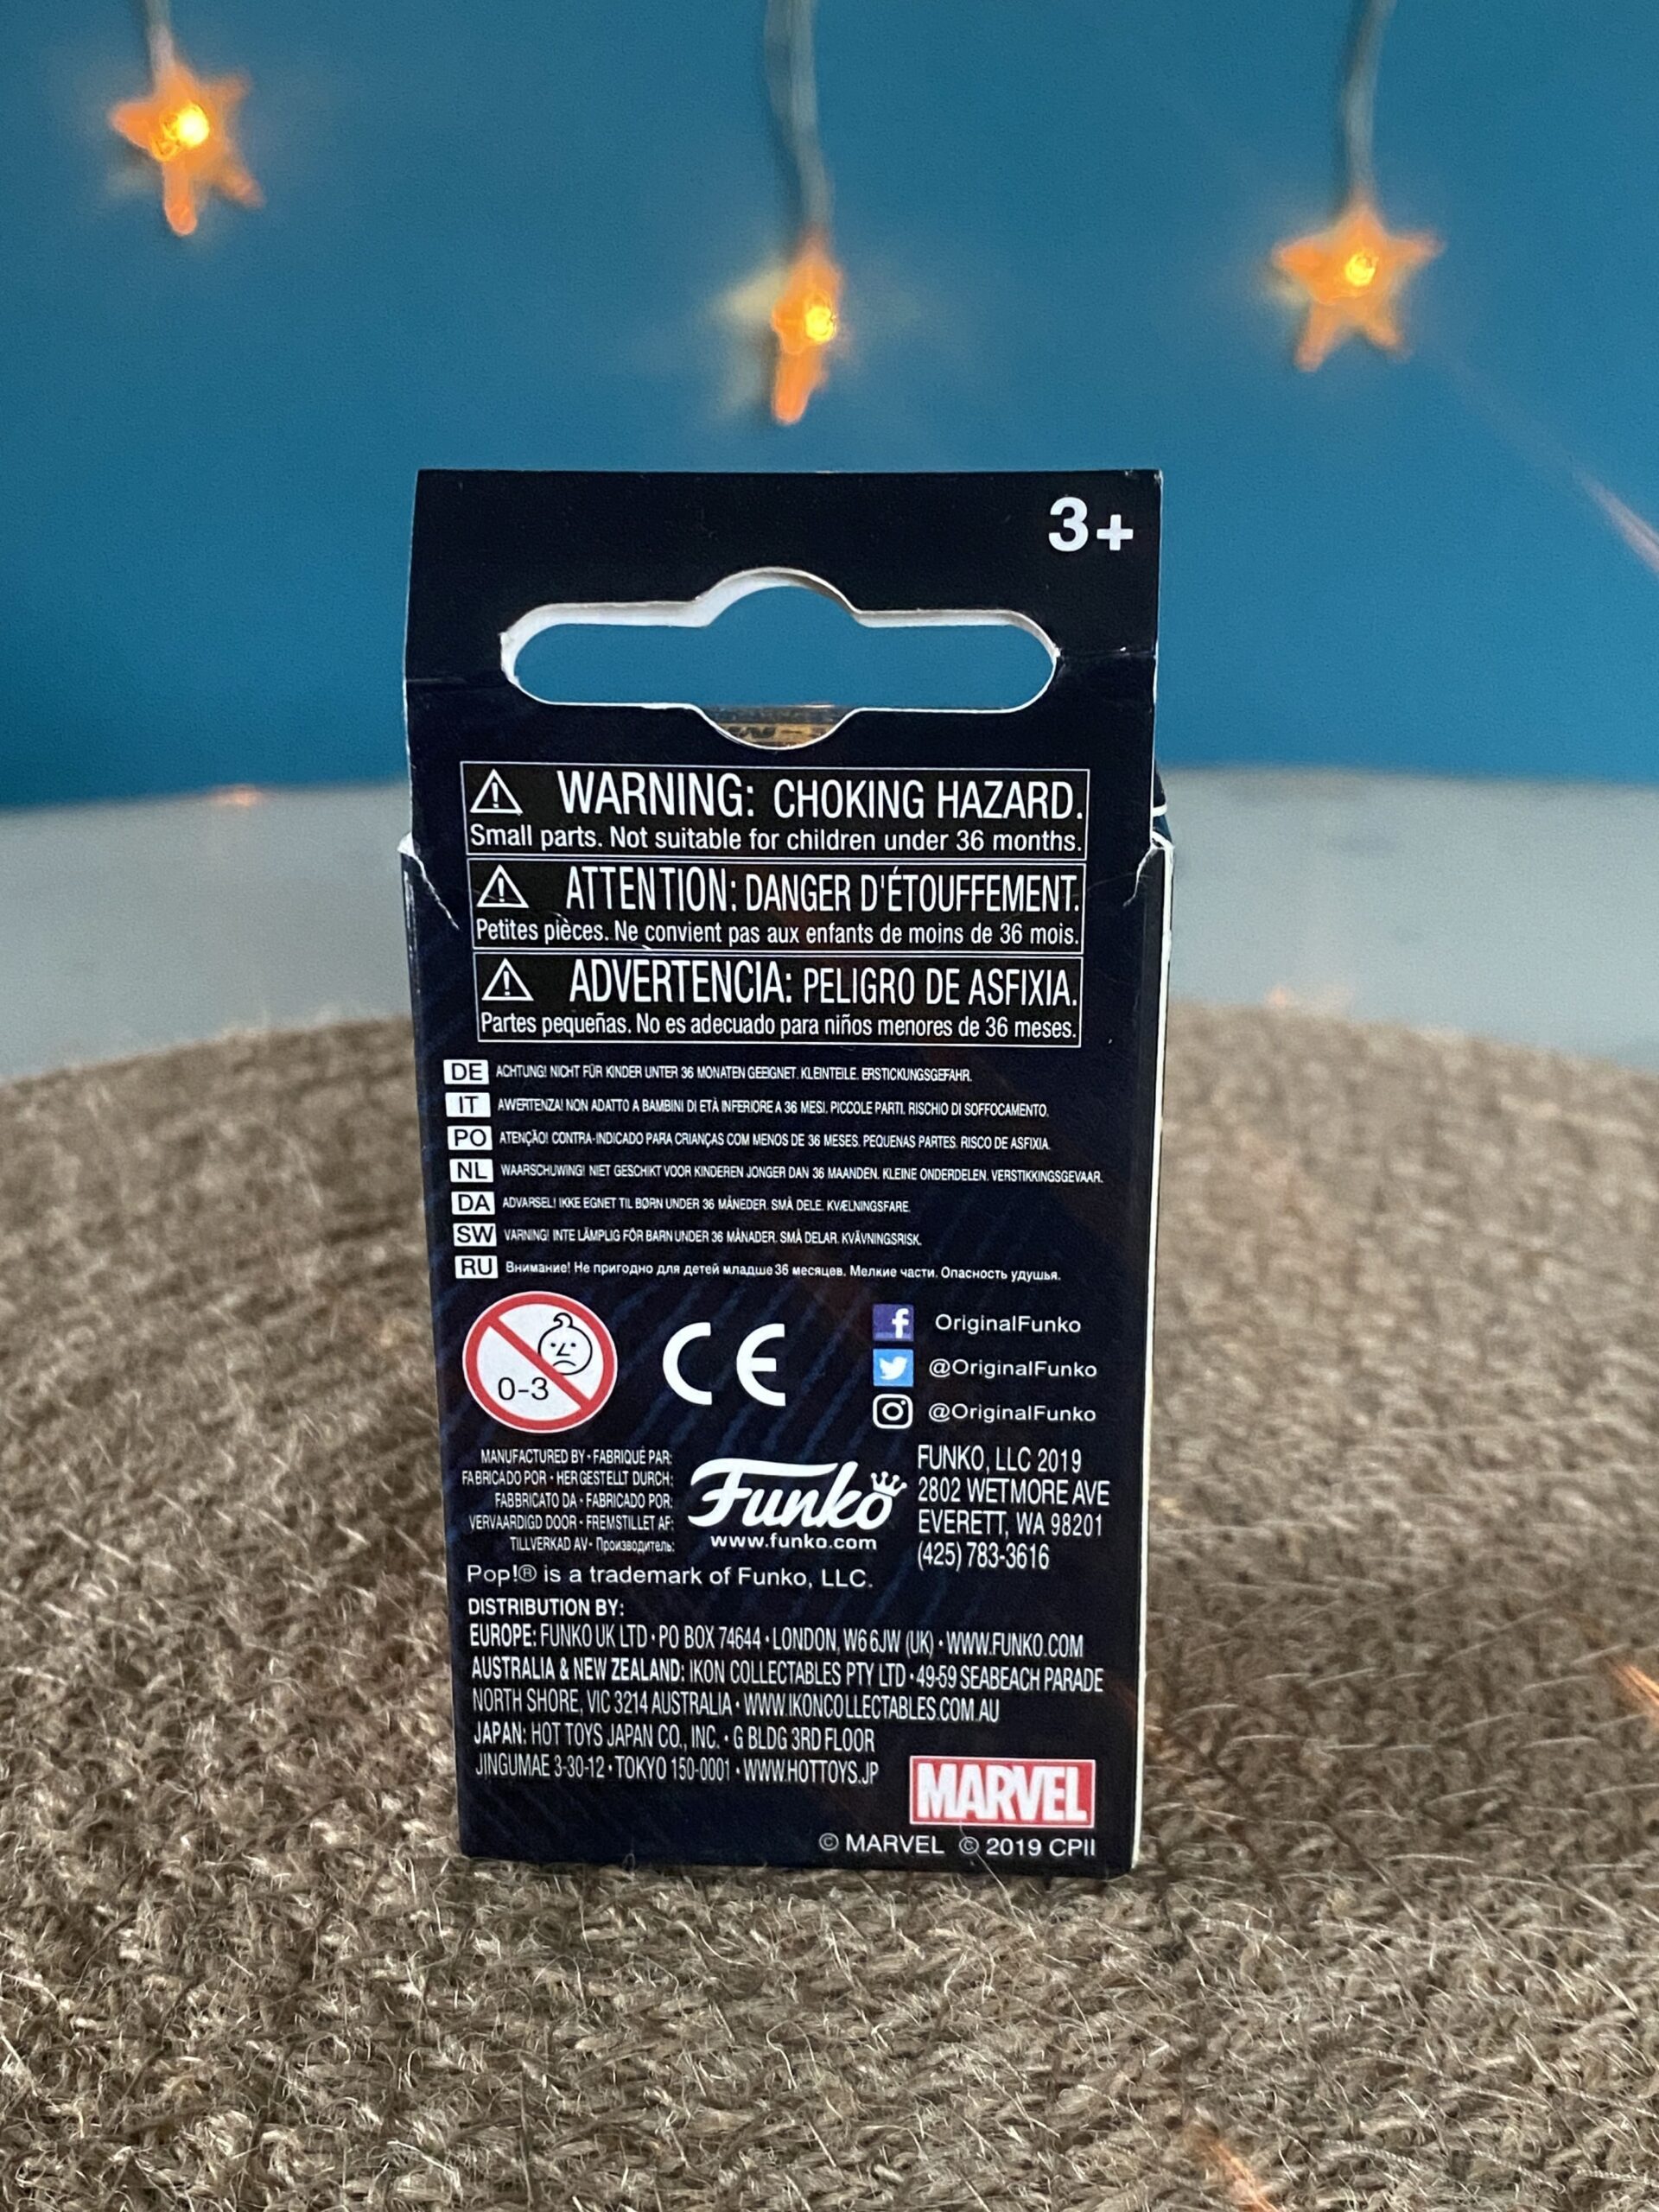 3+
WARNING: CHOKING HAZARD.
Small parts. Not suitable for children under 36 months.
ATTENTION: DANGER D'ÉTOUFFEMENT.
Petites pièces. Ne convient pas aux enfants de moins de 36 mois.
ADVERTENCIA: PELIGRO DE ASFIXIA.
Partes pequeñas. No es adecuado para niños menores de 36 meses.
DE ACHTUNG! NICHT FÜR KINDER UNTER 36 MONATEN GEEIGNET. KLEINTEILE. ERSTICKUNGSGEFAHR.
IT AWERTENZA! NON ADATTO A BAMBINI DI ETÀ INFERIORE A 36 MESI. PICCOLE PARTI. RISCHIO DI SOFFOCAMENTO.
PO ATENÇÃO! CONTRA-INDICADO PARA CRIANÇAS COM MENOS DE 36 MESES. PEQUENAS PARTES. RISCO DE ASFIXIA.
NL WAARSCHUWING! NIET GESCHIKT VOOR KINDEREN JONGER DAN 36 MAANDEN. KLEINE ONDERDELEN. VERSTIKKINGSGEVAAR.
DA ADVARSEL! IKKE EGNET TIL BØRN UNDER 36 MÅNEDER. SMÅ DELE. KVÆLNINGSFARE.
SW VARNING! INTE LÄMPLIG FÖR BARN UNDER 36 MÅNADER. SMÅ DELAR. KVÄVNINGSRISK.
RU Внимание! Не пригодно для детей младше 36 месяцев. Мелкие части. Опасность удушья.
0-3
CE
OriginalFunko
@OriginalFunko
@OriginalFunko
MANUFACTURED BY • FABRIQUÉ PAR:
FABRICADO POR • HERGESTELLT DURCH:
FABBRICATO DA • FABRICADO POR:
VERVAARDIGD DOOR • FREMSTILLET AF:
TILLVERKAD AV • Производитель:
Funko
www.funko.com
FUNKO, LLC 2019
2802 WETMORE AVE
EVERETT, WA 98201
(425) 783-3616
Pop!® is a trademark of Funko, LLC.
DISTRIBUTION BY:
EUROPE: FUNKO UK LTD • PO BOX 74644 • LONDON, W6 6JW (UK) • WWW.FUNKO.COM
AUSTRALIA & NEW ZEALAND: IKON COLLECTABLES PTY LTD • 49-59 SEABEACH PARADE
NORTH SHORE, VIC 3214 AUSTRALIA • WWW.IKONCOLLECTABLES.COM.AU
JAPAN: HOT TOYS JAPAN CO., INC. • G BLDG 3RD FLOOR
JINGUMAE 3-30-12 • TOKYO 150-0001 • WWW.HOTTOYS.JP
MARVEL
© MARVEL © 2019 CPII